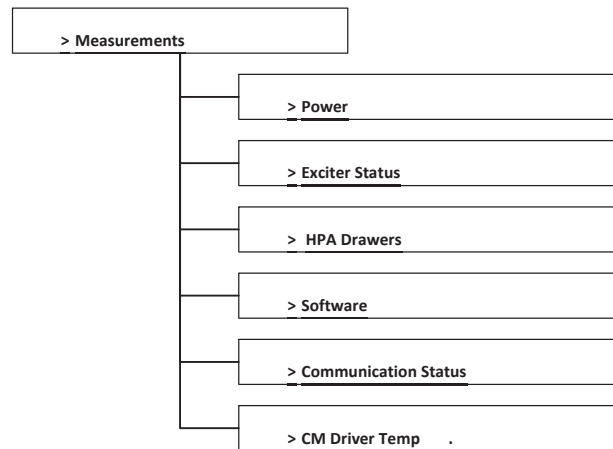 > Measurements
> Power
> Exciter Status
> HPA Drawers
> Software
> Communication Status
> CM Driver Temp .